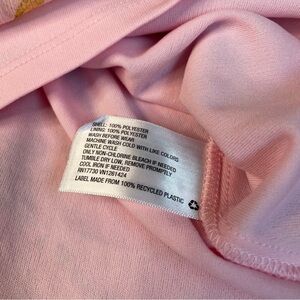 SHELL: 100% POLYESTER
LINING: 100% POLYESTER
WASH BEFORE WEAR
MACHINE WASH COLD WITH LIKE COLORS
GENTLE CYCLE
ONLY NON-CHLORINE BLEACH IF NEEDED
TUMBLE DRY LOW, REMOVE PROMPTLY
COOL IRON IF NEEDED
RN17730 VN1281424
LABEL MADE FROM 100% RECYCLED PLASTIC